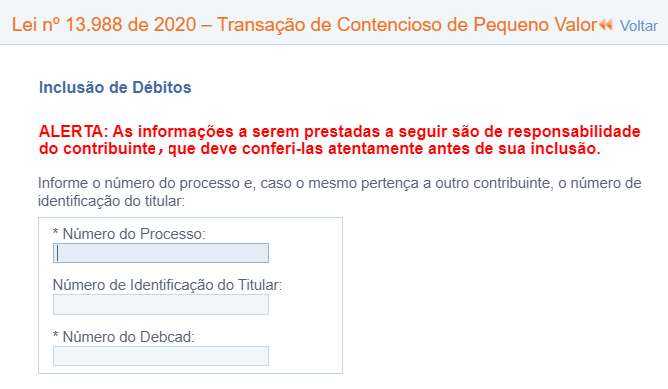 Lei nº 13.988 de 2020 – Transação de Contencioso de Pequeno Valor Voltar
Inclusão de Débitos
ALERTA: As informações a serem prestadas a seguir são de responsabilidade
do contribuinte, que deve conferi-las atentamente antes de sua inclusão.
Informe o número do processo e, caso o mesmo pertença a outro contribuinte, o número de
identificação do titular:
* Número do Processo:
Número de Identificação do Titular:
* Número do Debcad: